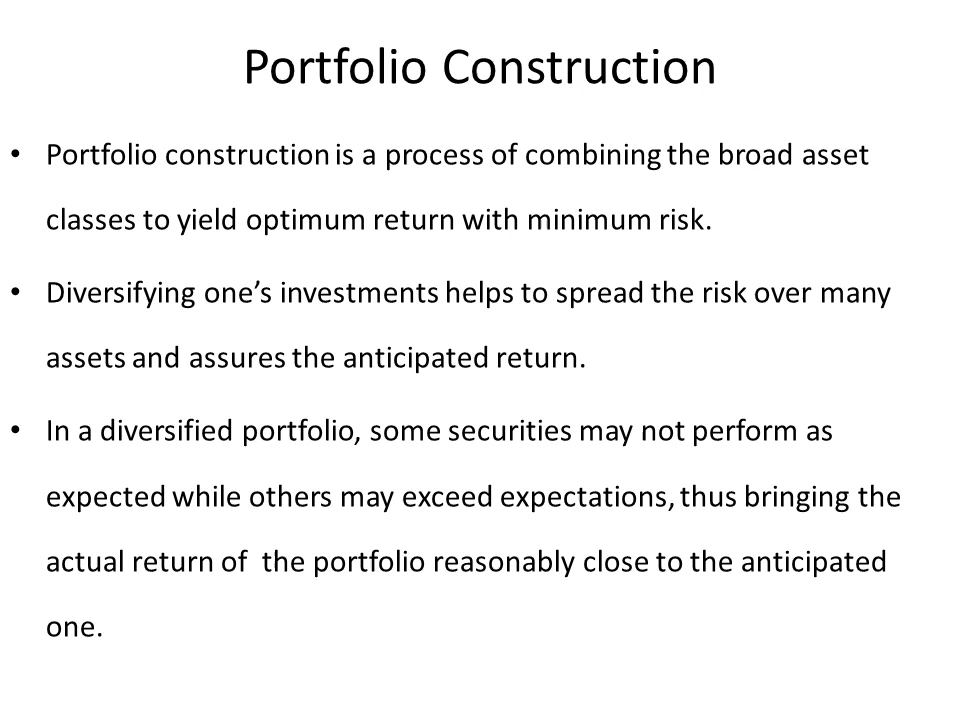 Portfolio Construction
• Portfolio construction is a process of combining the broad asset
classes to yield optimum return with minimum risk.
• Diversifying one’s investments helps to spread the risk over many
assets and assures the anticipated return.
• In a diversified portfolio, some securities may not perform as
expected while others may exceed expectations, thus bringing the
actual return of  the portfolio reasonably close to the anticipated
one.